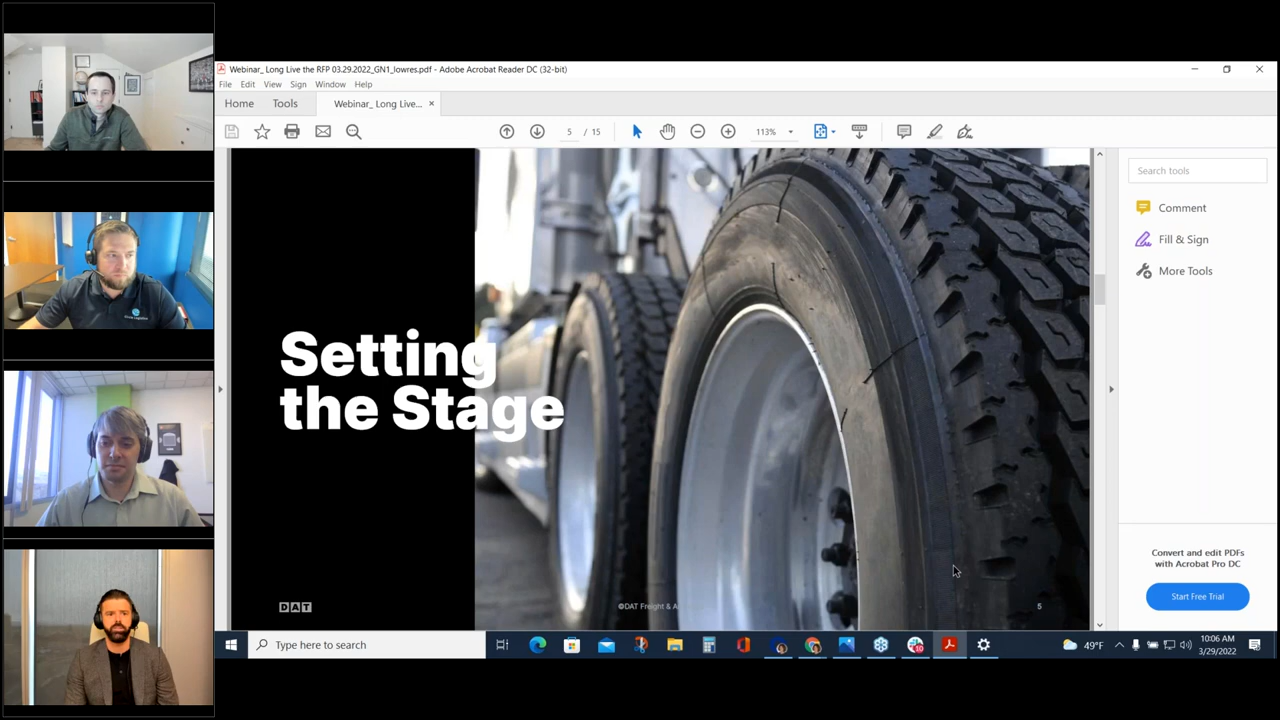 Webinar_ Long Live the RFP 03.29.2022_GN1_lowres.pdf - Adobe Acrobat Reader DC (32-bit)
File Edit View Sign Window Help
Home Tools Webinar_ Long Live... ×
5 / 15 113%
Search tools
Comment
Fill & Sign
More Tools
Setting
the Stage
Convert and edit PDFs
with Acrobat Pro DC
Start Free Trial
DAT ©DAT Freight & A 5
Type here to search
49°F 10:06 AM
3/29/2022